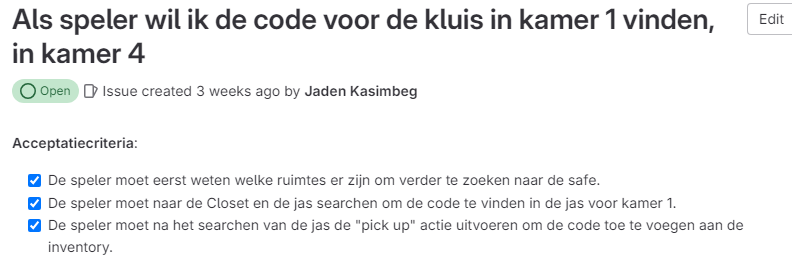 Als speler wil ik de code voor de kluis in kamer 1 vinden,
in kamer 4
Edit
Open
Issue created 3 weeks ago by Jaden Kasimbeg
Acceptatiecriteria:
De speler moet eerst weten welke ruimtes er zijn om verder te zoeken naar de safe.
De speler moet naar de Closet en de jas searchen om de code te vinden in de jas voor kamer 1.
De speler moet na het searchen van de jas de "pick up" actie uitvoeren om de code toe te voegen aan de
inventory.